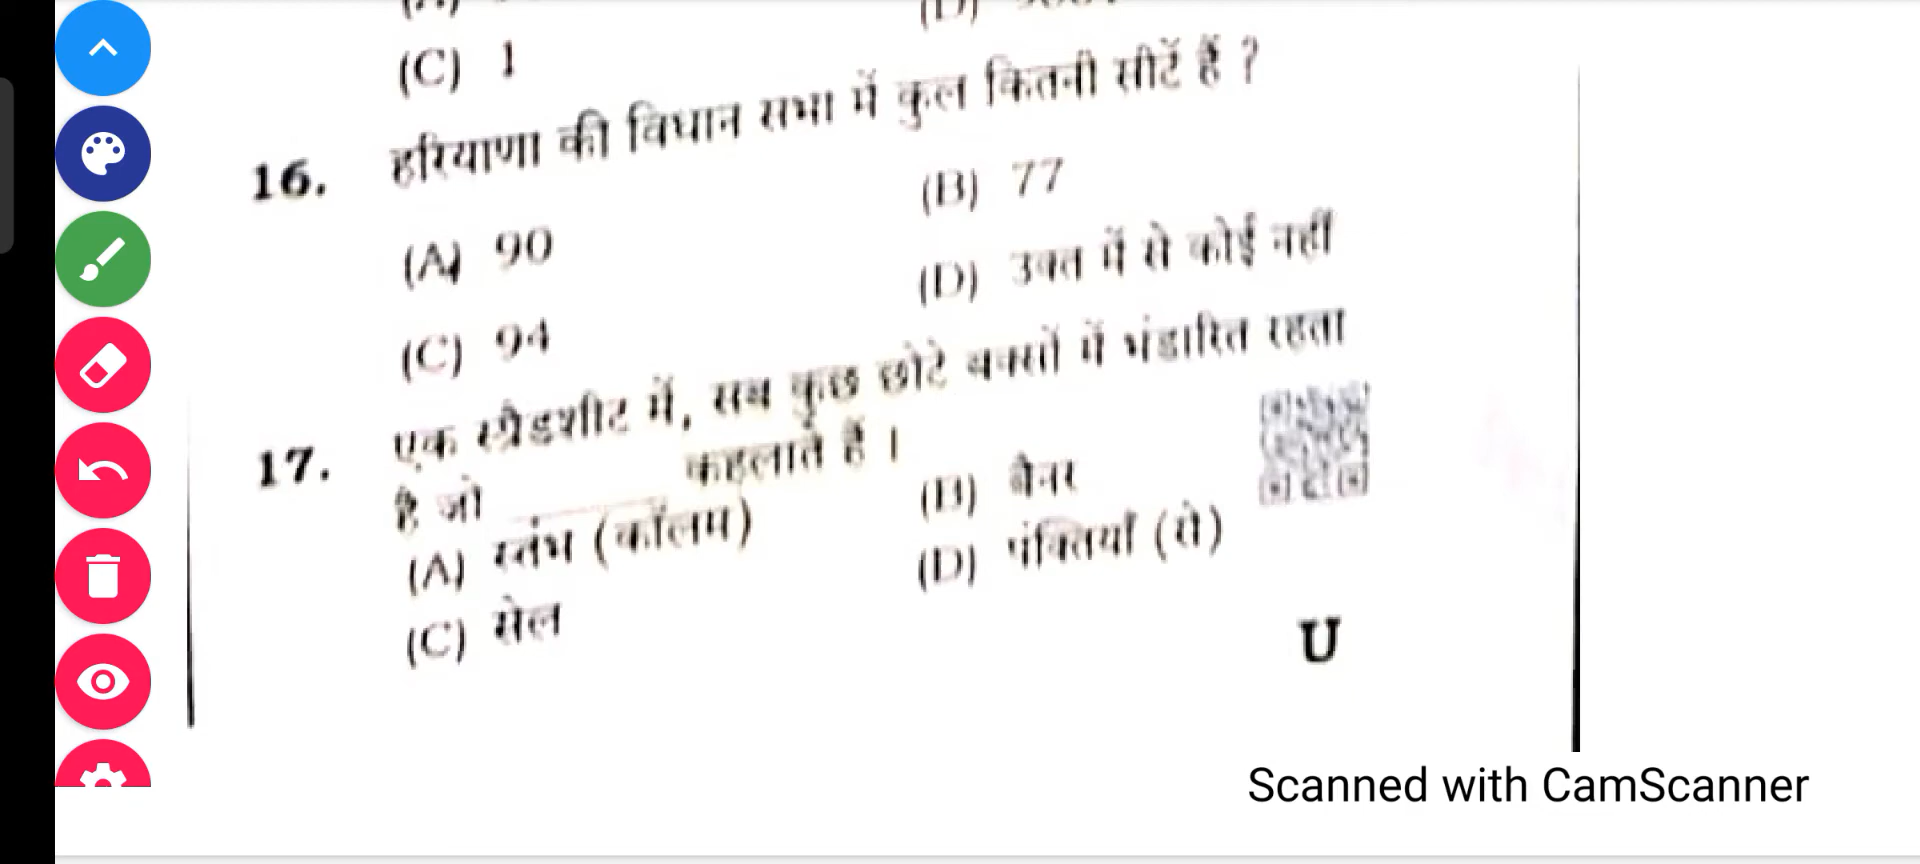 (C) 1
16. हरियाणा की विधान सभा में कुल कितनी सीटें हैं ?
(A) 90
(B) 77
(C) 94
(D) उक्त में से कोई नहीं
17. एक स्प्रैडशीट में, सब कुछ छोटे बक्सों में भंडारित रहता
है जो ________ कहलाते हैं ।
(A) स्तंभ (कॉलम)
(B) बैनर
(C) सेल
(D) पंक्तियाँ (रो)
U
Scanned with CamScanner